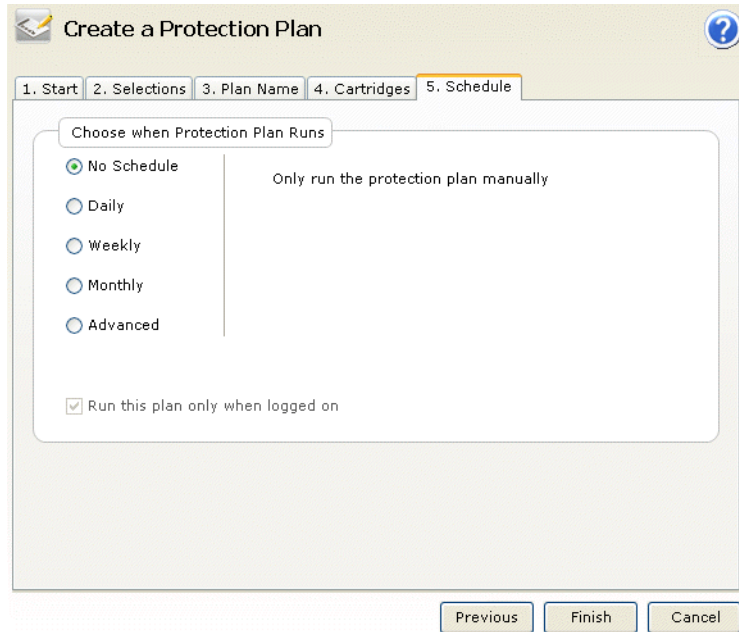 Create a Protection Plan
?
1. Start
2. Selections
3. Plan Name
4. Cartridges
5. Schedule
Choose when Protection Plan Runs
No Schedule
Only run the protection plan manually
Daily
Weekly
Monthly
Advanced
Run this plan only when logged on
Previous
Finish
Cancel